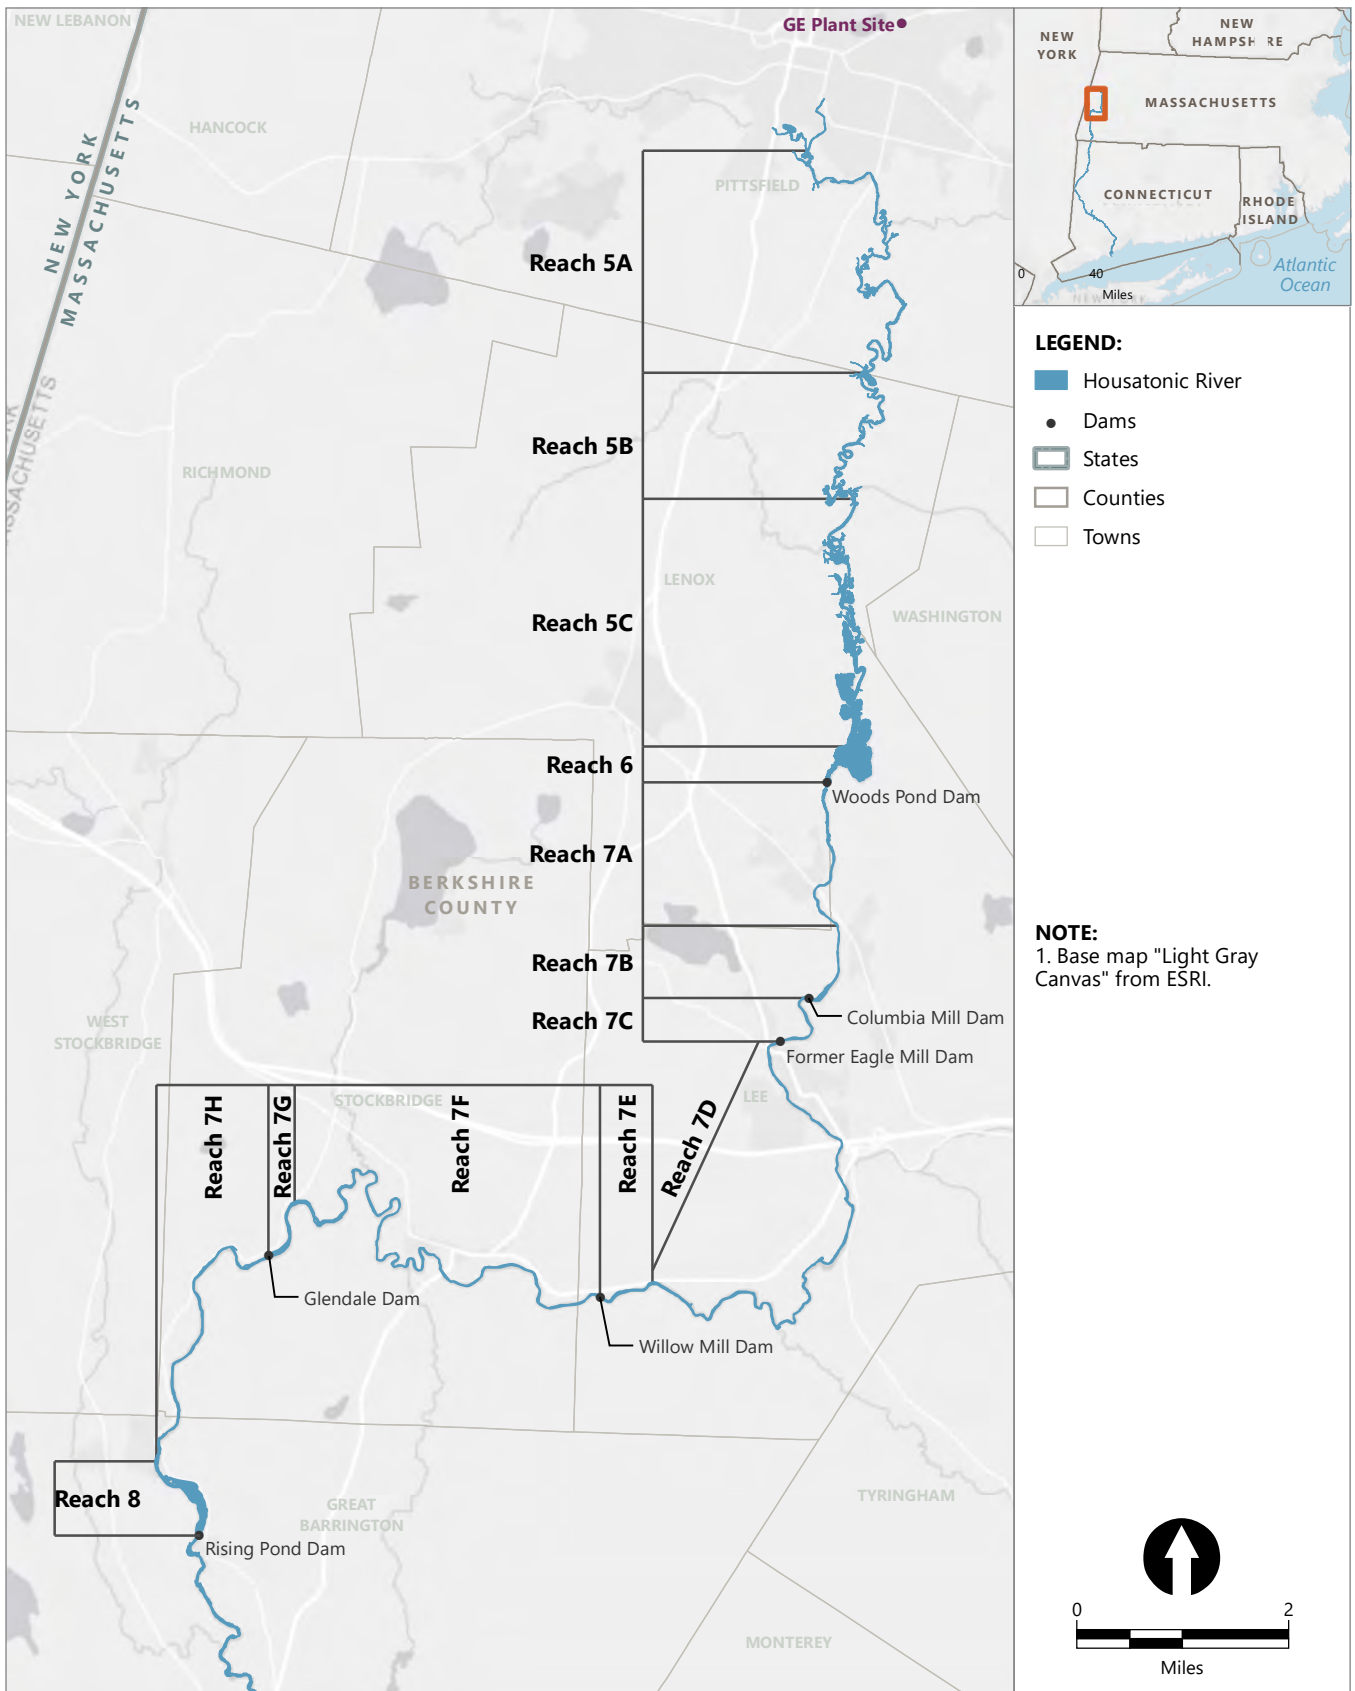 NEW LEBANON
GE Plant Site
HANCOCK
NEW YORK
MASSACHUSETTS
PITTSFIELD
Reach 5A
Reach 5B
MASSACHUSETTS
RICHMOND
LENOX
WASHINGTON
Reach 5C
Reach 6
Woods Pond Dam
Reach 7A
BERKSHIRE
COUNTY
Reach 7B
Reach 7C
Columbia Mill Dam
Former Eagle Mill Dam
WEST
STOCKBRIDGE
STOCKBRIDGE
LEE
Reach 7H
Reach 7G
Reach 7F
Reach 7E
Reach 7D
Glendale Dam
Willow Mill Dam
Reach 8
GREAT
BARRINGTON
Rising Pond Dam
TYRINGHAM
MONTEREY
NEW
YORK
NEW
HAMPSH RE
MASSACHUSETTS
CONNECTICUT
RHODE
ISLAND
Atlantic
Ocean
0 40
Miles
LEGEND:
Housatonic River
Dams
States
Counties
Towns
NOTE:
1. Base map "Light Gray
Canvas" from ESRI.
0 2
Miles